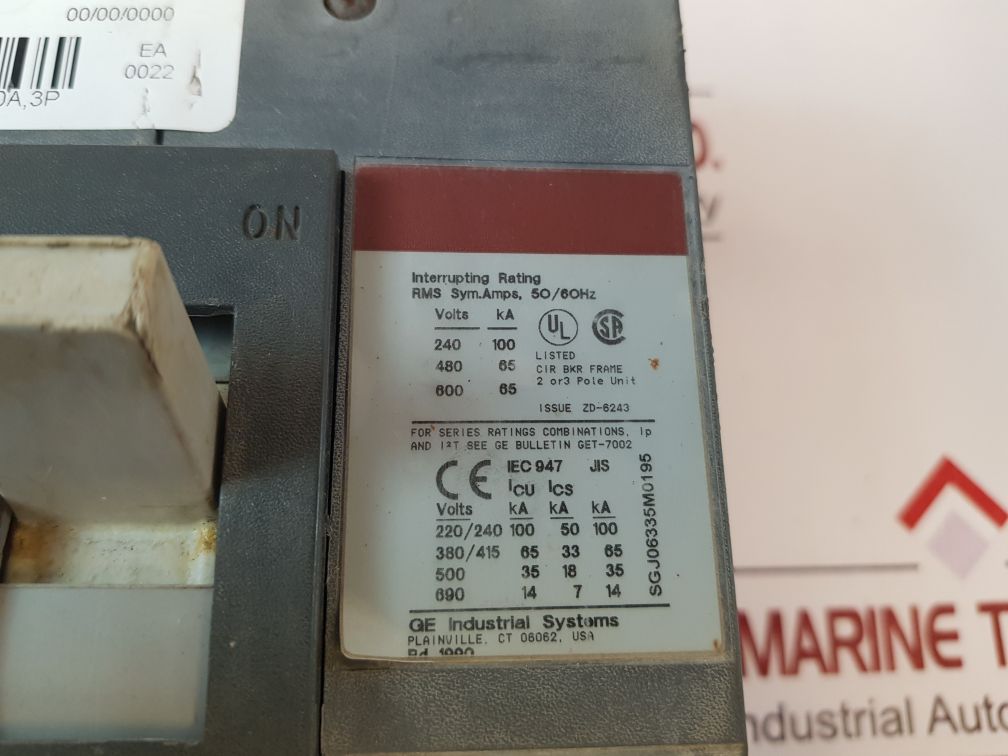 00/00/0000
EA
0022
0A,3P
ON
Interrupting Rating
RMS Sym.Amps, 50/60Hz
Volts kA
240 100
480 65
600 65
UL
SA
LISTED
CIR BKR FRAME
2 or3 Pole Unit
ISSUE ZD-6243
FOR SERIES RATINGS COMBINATIONS, Ip
AND I²T SEE GE BULLETIN GET-7002
CE IEC 947 JIS
ICU ICS
Volts kA kA kA
220/240 100 50 100
380/415 65 33 65
500 35 18 35
690 14 7 14
SGJ06335M0195
GE Industrial Systems
PLAINVILLE, CT 06062, USA
Rd 1990
MARINE T
ndustrial Auto